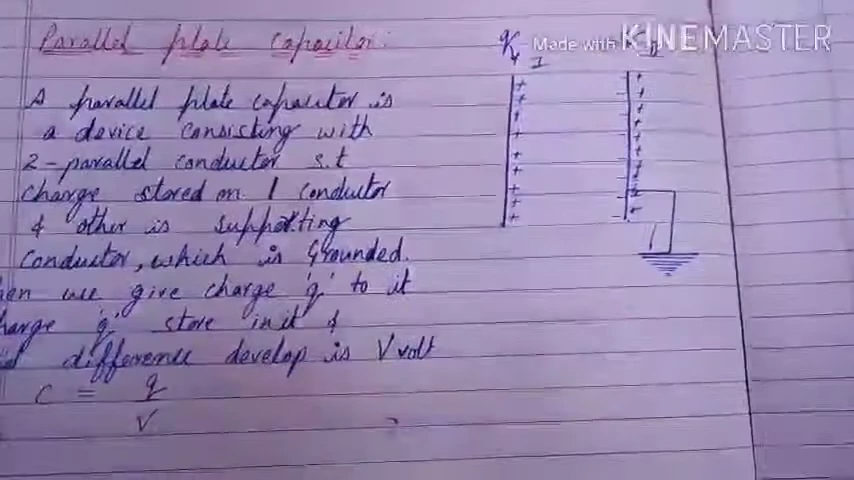 Parallel plate capacitor:
Made with KINEMASTER
A parallel plate capacitor is
a device consisting with
2-parallel conductor s.t
charge stored on 1 conductor
& other is supporting
conductor, which is Grounded.
en we give charge 'q' to it
harge 'q' store in it &
difference develop is V volt
C = q
V